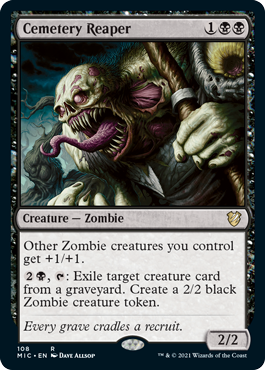 Cemetery Reaper 1
Creature — Zombie
Other Zombie creatures you control
get +1/+1.
2, : Exile target creature card
from a graveyard. Create a 2/2 black
Zombie creature token.
Every grave cradles a recruit.
2/2
108 R
MIC • EN Dave Allsop ™ & © 2021 Wizards of the Coast